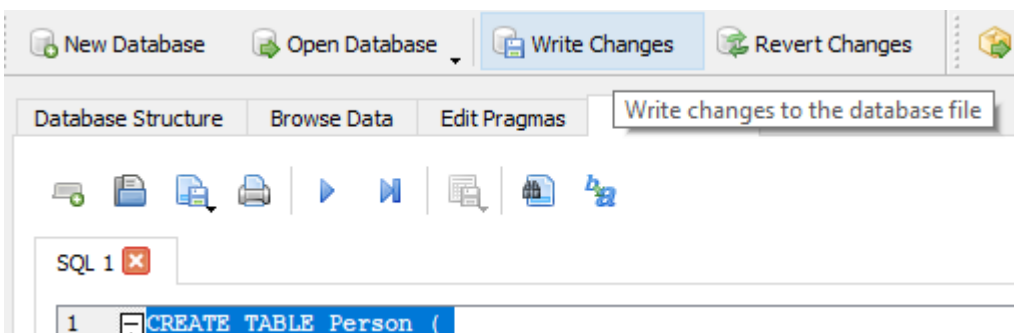 New Database Open Database Write Changes Revert Changes
Database Structure Browse Data Edit Pragmas Write changes to the database file
SQL 1
1 CREATE TABLE Person (